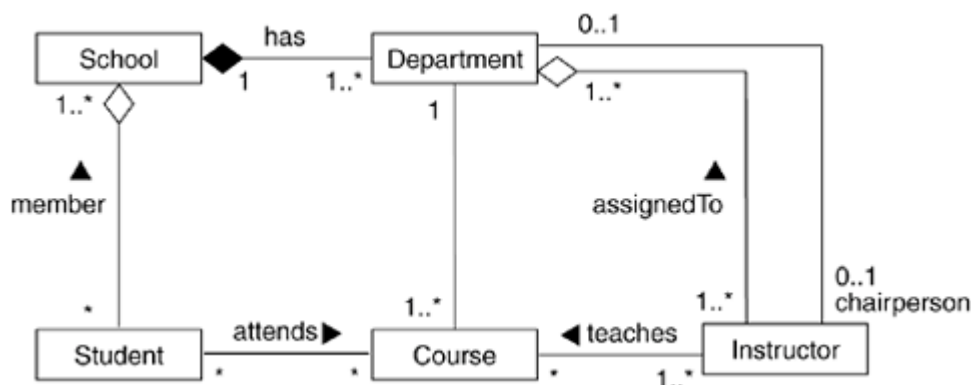 has
0..1
School
Department
1
1..*
1..*
1..*
1
member
assignedTo
0..1
chairperson
*
1..*
1..*
attends
teaches
Student
Course
Instructor
*
*
*
1..*